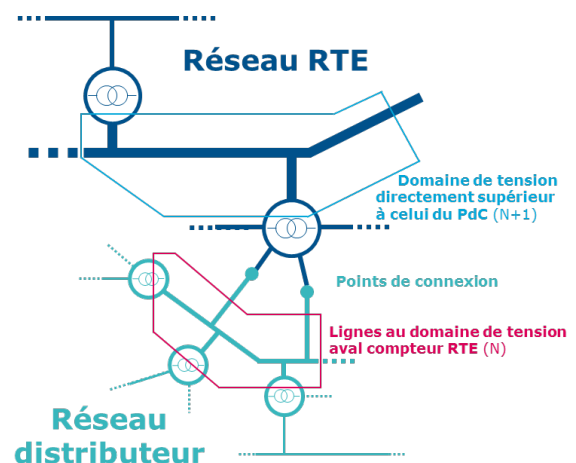 Réseau RTE
Domaine de tension
directement supérieur
à celui du PdC (N+1)
Points de connexion
Lignes au domaine de tension
aval compteur RTE (N)
Réseau
distributeur